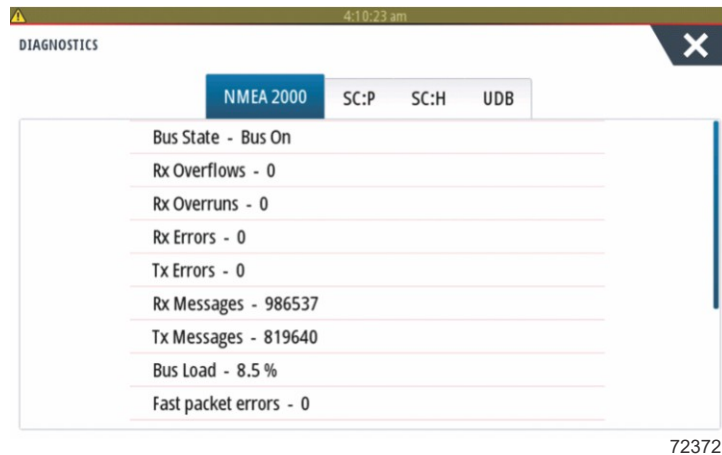 4:10:23 am
DIAGNOSTICS
NMEA 2000 SC:P SC:H UDB
Bus State - Bus On
Rx Overflows - 0
Rx Overruns - 0
Rx Errors - 0
Tx Errors - 0
Rx Messages - 986537
Tx Messages - 819640
Bus Load - 8.5 %
Fast packet errors - 0
72372